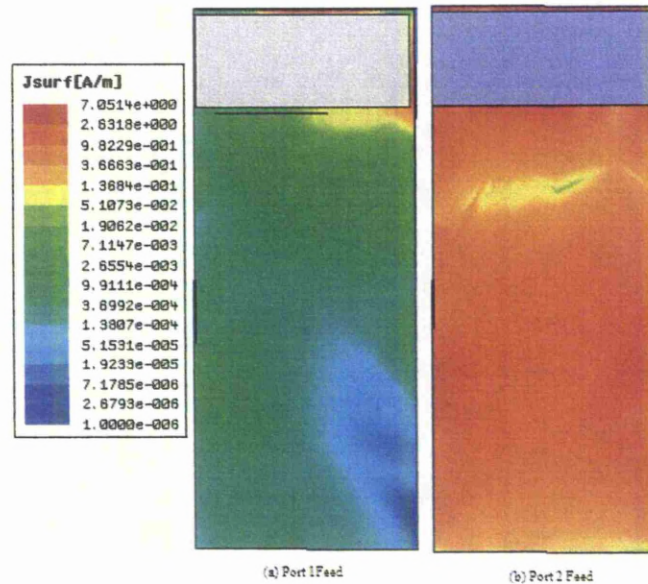 Jsurf[A/m]
7.0514e+000
2.6318e+000
9.8229e-001
3.6663e-001
1.3684e-001
5.1073e-002
1.9062e-002
7.1147e-003
2.6554e-003
9.9111e-004
3.6992e-004
1.3807e-004
5.1531e-005
1.9233e-005
7.1785e-006
2.6793e-006
1.0000e-006
(a) Port 1 Feed
(b) Port 2 Feed